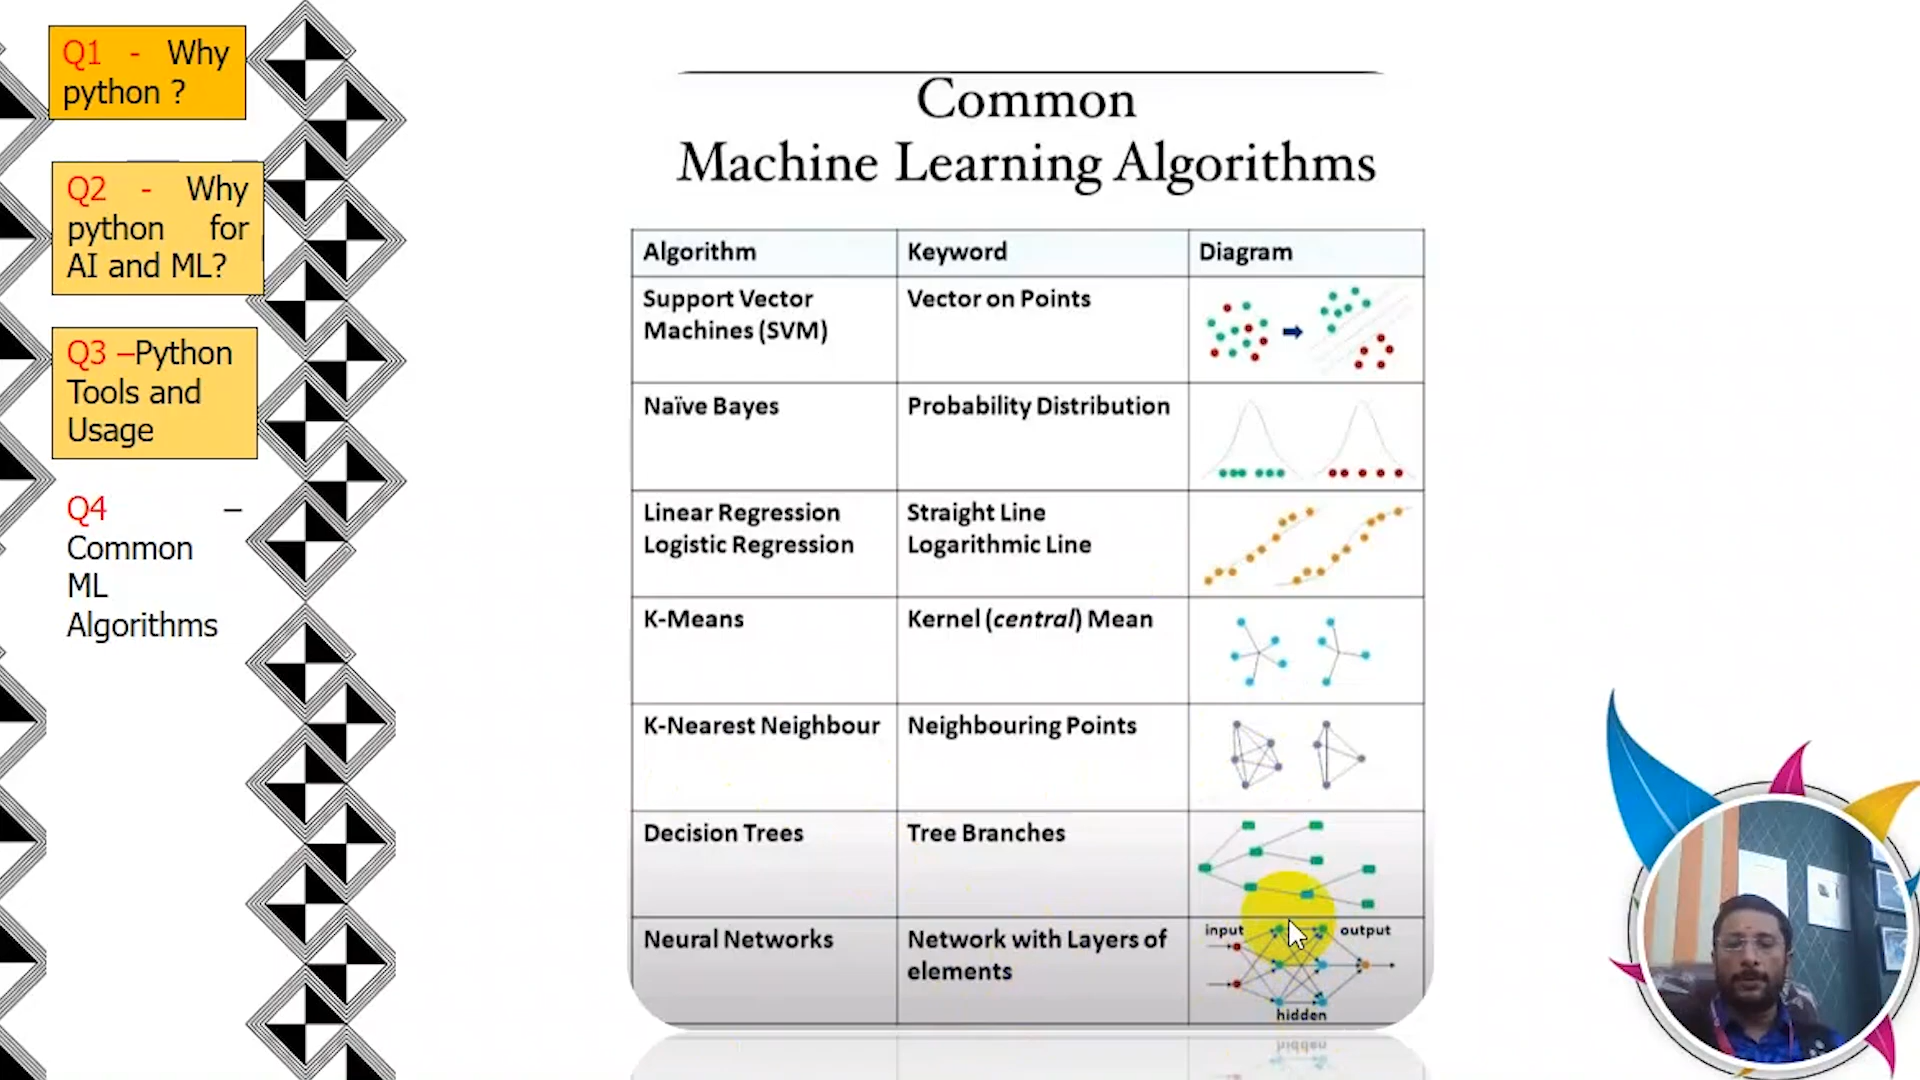 Q1 - Why
python ?
Q2 - Why
python for
AI and ML?
Q3 –Python
Tools and
Usage
Q4 –
Common
ML
Algorithms
Common
Machine Learning Algorithms
Algorithm Keyword Diagram
Support Vector Vector on Points
Machines (SVM)
Naïve Bayes Probability Distribution
Linear Regression Straight Line
Logistic Regression Logarithmic Line
K-Means Kernel (central) Mean
K-Nearest Neighbour Neighbouring Points
Decision Trees Tree Branches
Neural Networks Network with Layers of
elements
input output
hidden
hidden